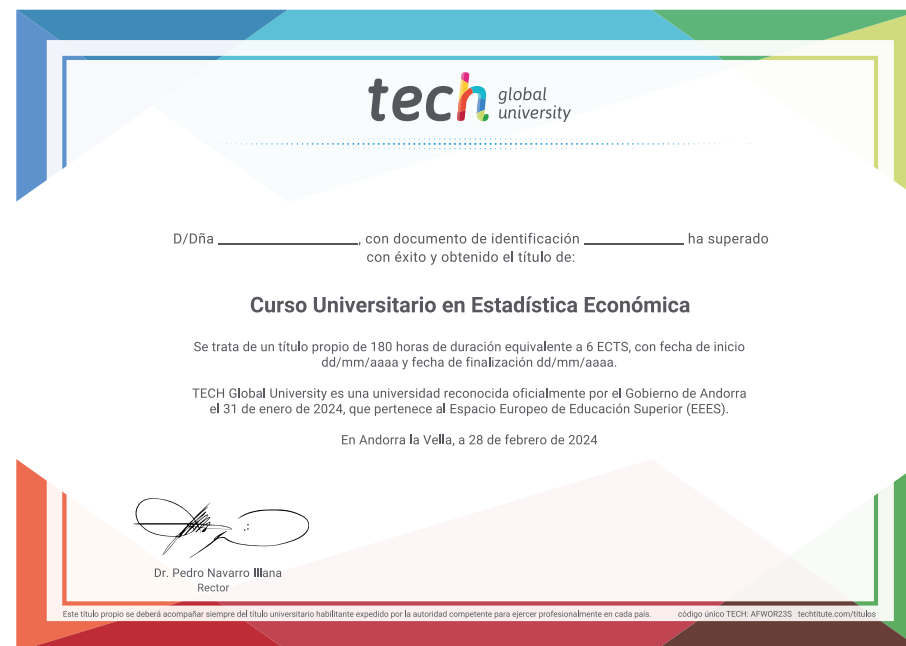 tech global university
D/Dña ____________________, con documento de identificación ______________ ha superado
con éxito y obtenido el título de:
Curso Universitario en Estadística Económica
Se trata de un título propio de 180 horas de duración equivalente a 6 ECTS, con fecha de inicio
dd/mm/aaaa y fecha de finalización dd/mm/aaaa.
TECH Global University es una universidad reconocida oficialmente por el Gobierno de Andorra
el 31 de enero de 2024, que pertenece al Espacio Europeo de Educación Superior (EEES).
En Andorra la Vella, a 28 de febrero de 2024
Dr. Pedro Navarro Illana
Rector
Este título propio se deberá acompañar siempre del título universitario habilitante expedido por la autoridad competente para ejercer profesionalmente en cada país. código único TECH: AFWOR23S techtitute.com/titulos